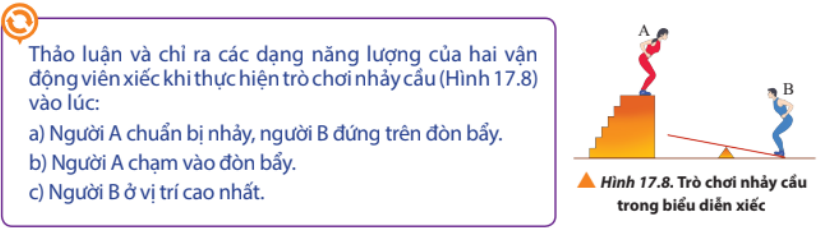 Thảo luận và chỉ ra các dạng năng lượng của hai vận
động viên xiếc khi thực hiện trò chơi nhảy cầu (Hình 17.8)
vào lúc:
a) Người A chuẩn bị nhảy, người B đứng trên đòn bẩy.
b) Người A chạm vào đòn bẩy.
c) Người B ở vị trí cao nhất.
A
B
Hình 17.8. Trò chơi nhảy cầu
trong biểu diễn xiếc